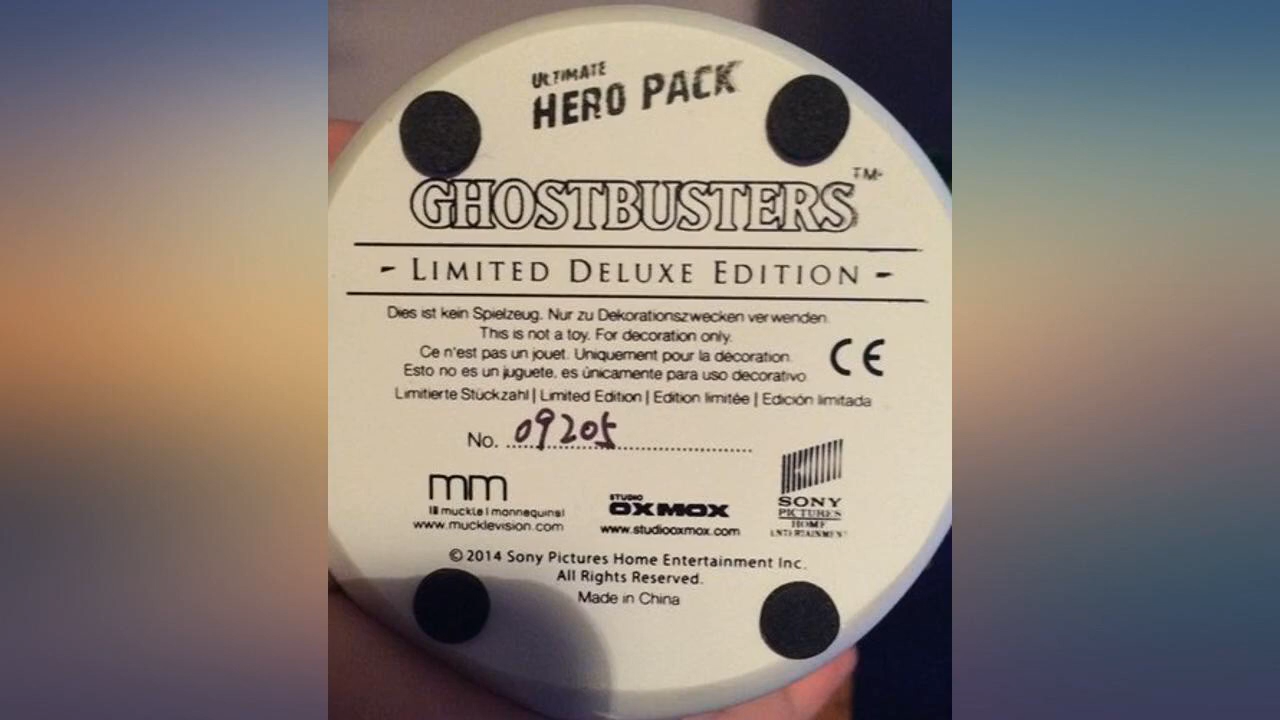 ULTIMATE
HERO PACK
GHOSTBUSTERS™
- LIMITED DELUXE EDITION -
Dies ist kein Spielzeug. Nur zu Dekorationszwecken verwenden.
This is not a toy. For decoration only.
Ce n'est pas un jouet. Uniquement pour la décoration.
Esto no es un juguete, es únicamente para uso decorativo
CE
Limitierte Stückzahl | Limited Edition | Edition limitée | Edición limitada
No. 09205
mm
muckle mannequins
www.mucklevision.com
STUDIO
OXMOX
www.studiooxmox.com
SONY
PICTURES
HOME
ENTERTAINMENT
© 2014 Sony Pictures Home Entertainment Inc.
All Rights Reserved.
Made in China